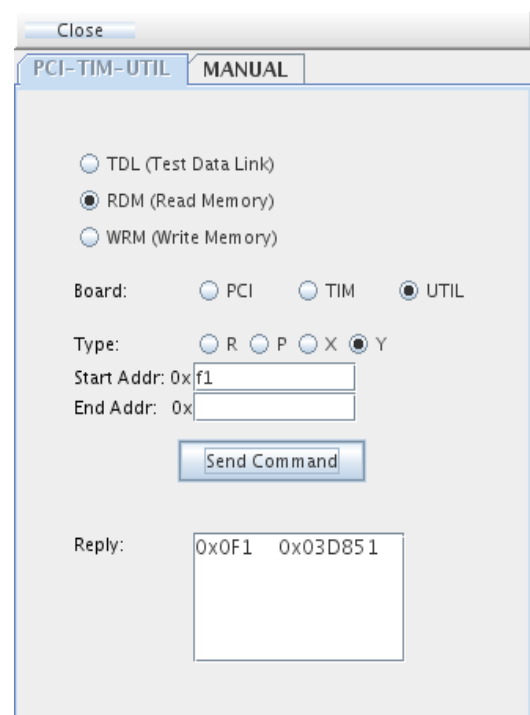 Close
PCI-TIM-UTIL MANUAL
TDL (Test Data Link)
RDM (Read Memory)
WRM (Write Memory)
Board: PCI TIM UTIL
Type: R P X Y
Start Addr: 0x f1
End Addr: 0x
Send Command
Reply: 0x0F1 0x03D851